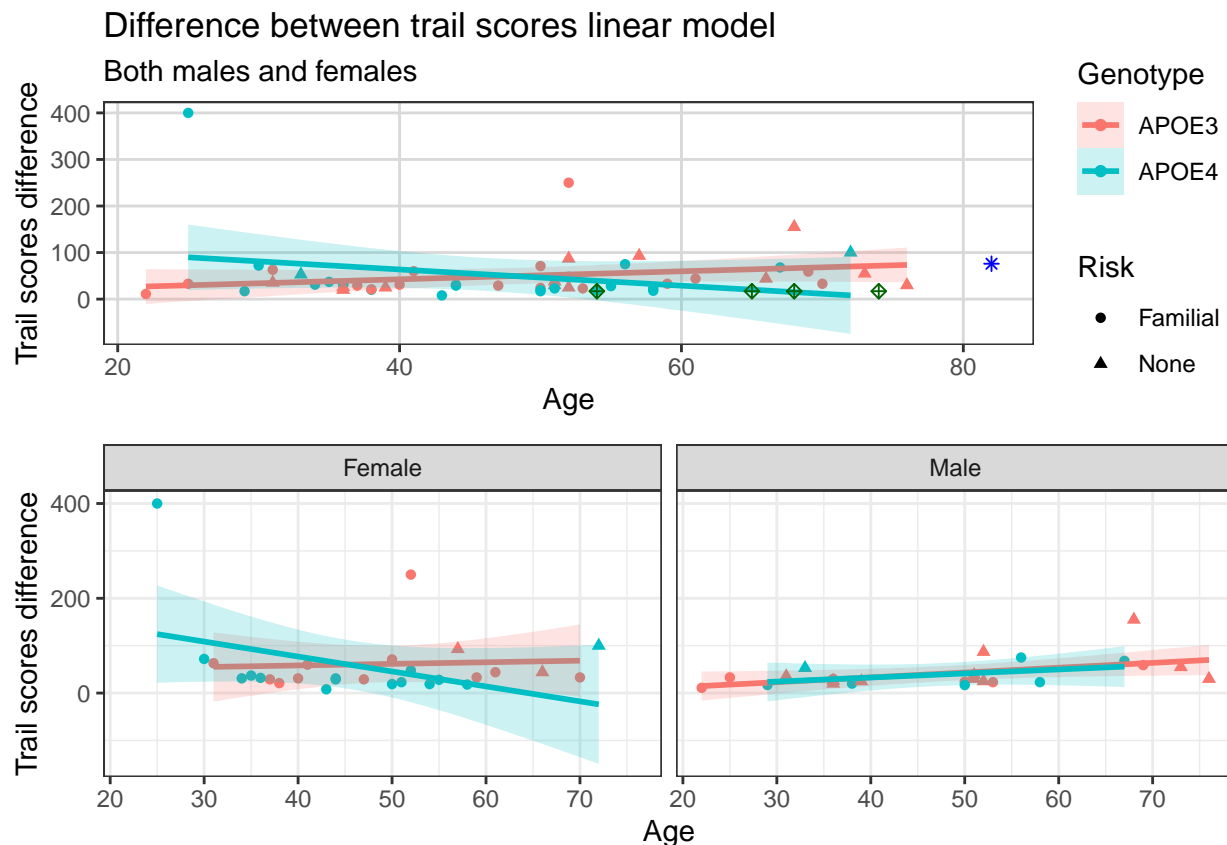 Difference between trail scores linear model
Both males and females
Trail scores difference
400
300
200
100
0
20 40 60 80
Age
Genotype
APOE3
APOE4
Risk
Familial
None
Female Male
Trail scores difference
400
200
0
20 30 40 50 60 70 20 30 40 50 60 70
Age